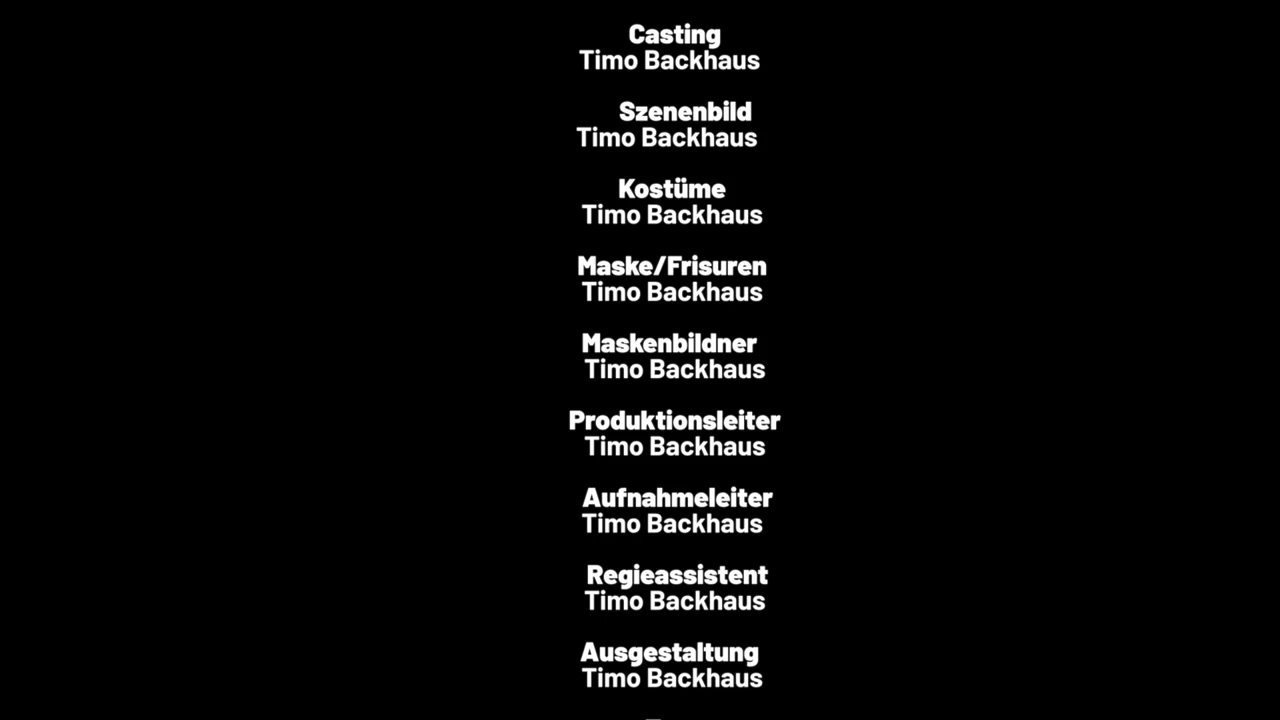 Casting
Timo Backhaus
Szenenbild
Timo Backhaus
Kostüme
Timo Backhaus
Maske/Frisuren
Timo Backhaus
Maskenbildner
Timo Backhaus
Produktionsleiter
Timo Backhaus
Aufnahmeleiter
Timo Backhaus
Regieassistent
Timo Backhaus
Ausgestaltung
Timo Backhaus